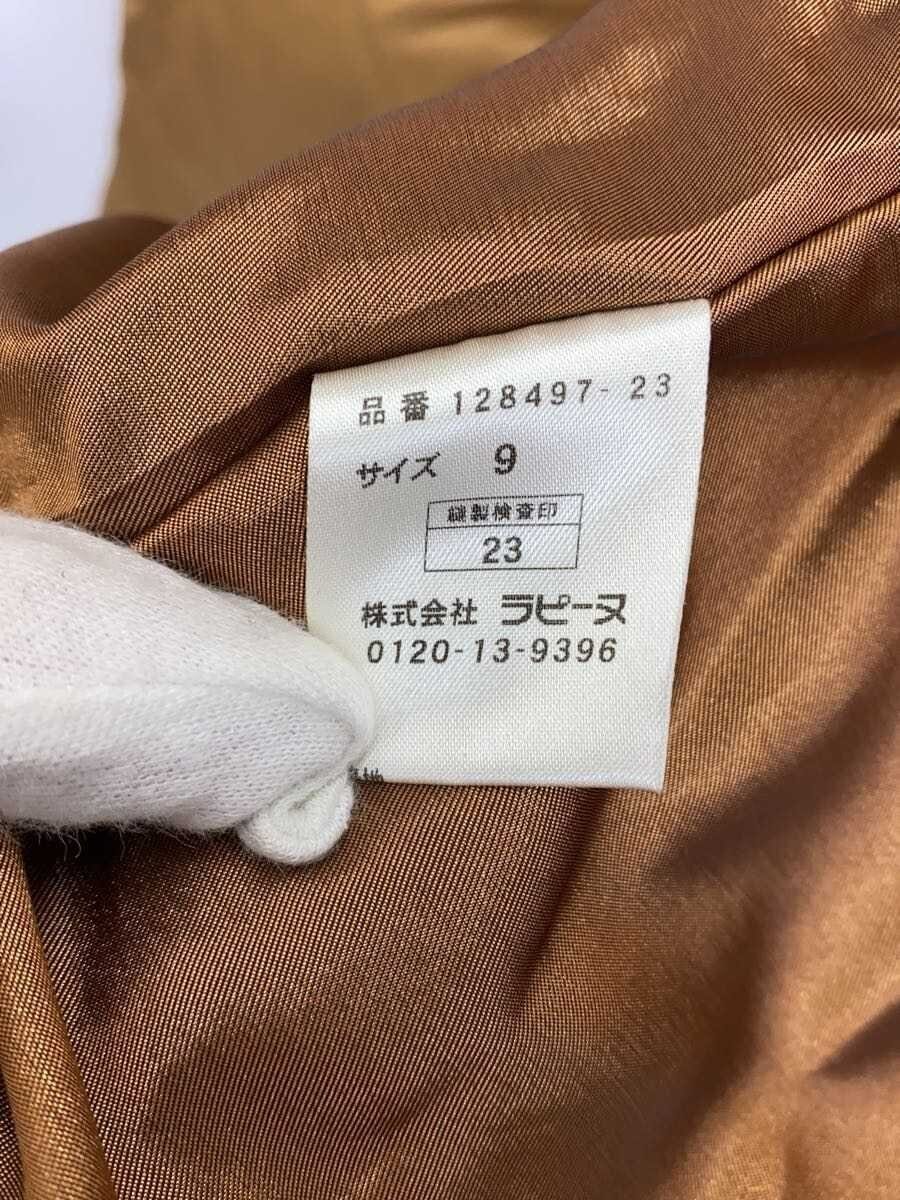 品番 128497-23
サイズ 9
縫製検査印
23
株式会社 ラピーヌ
0120-13-9396